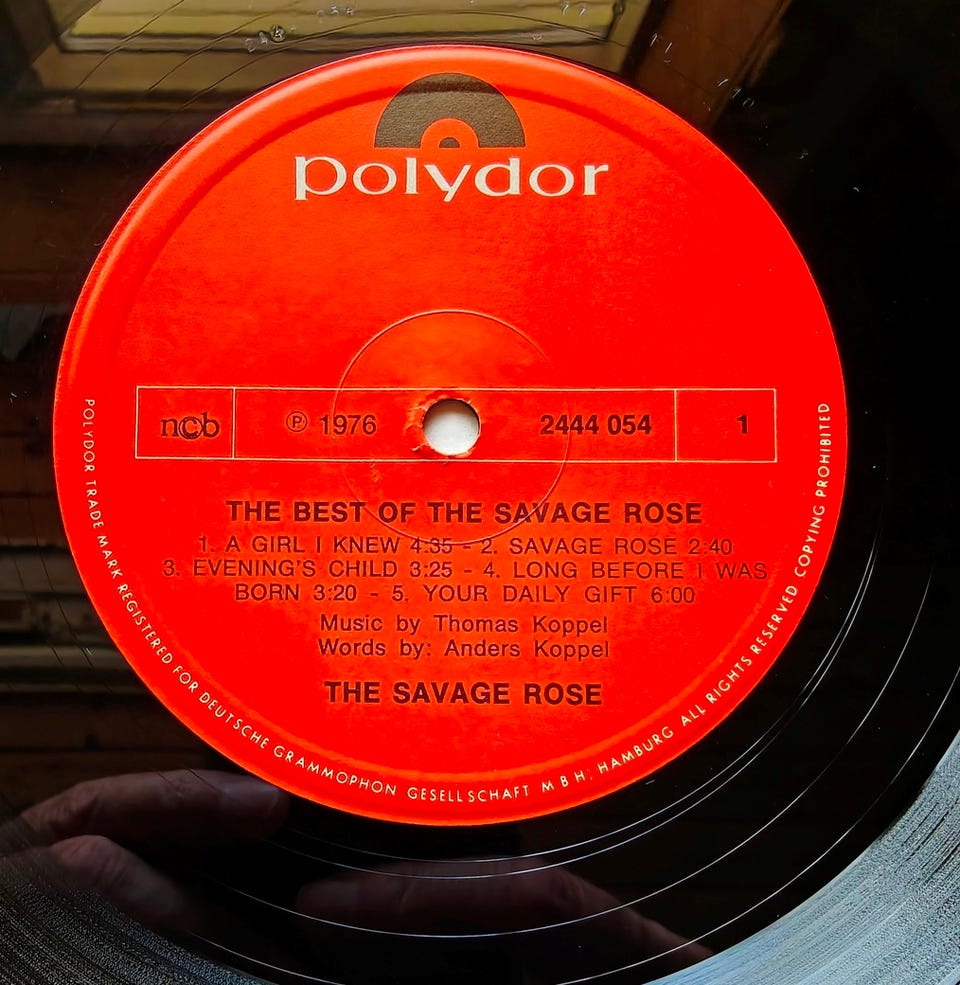 polydor
ncb
℗ 1976
2444 054
1
THE BEST OF THE SAVAGE ROSE
1. A GIRL I KNEW 4:35 - 2. SAVAGE ROSE 2:40
3. EVENING'S CHILD 3:25 - 4. LONG BEFORE I WAS
BORN 3:20 - 5. YOUR DAILY GIFT 6:00
Music by Thomas Koppel
Words by: Anders Koppel
THE SAVAGE ROSE
POLYDOR TRADE MARK REGISTERED FOR DEUTSCHE GRAMMOPHON GESELLSCHAFT M B H. HAMBURG ALL RIGHTS RESERVED COPYING PROHIBITED